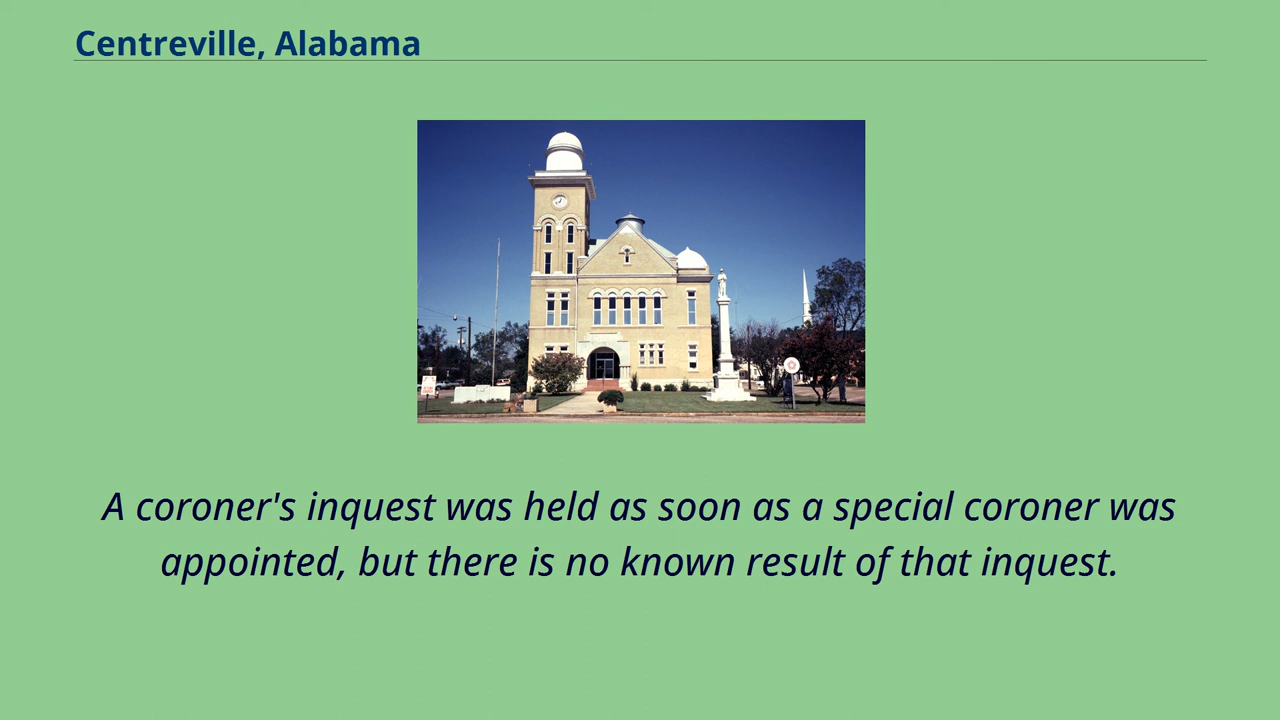 Centreville, Alabama
A coroner's inquest was held as soon as a special coroner was
appointed, but there is no known result of that inquest.